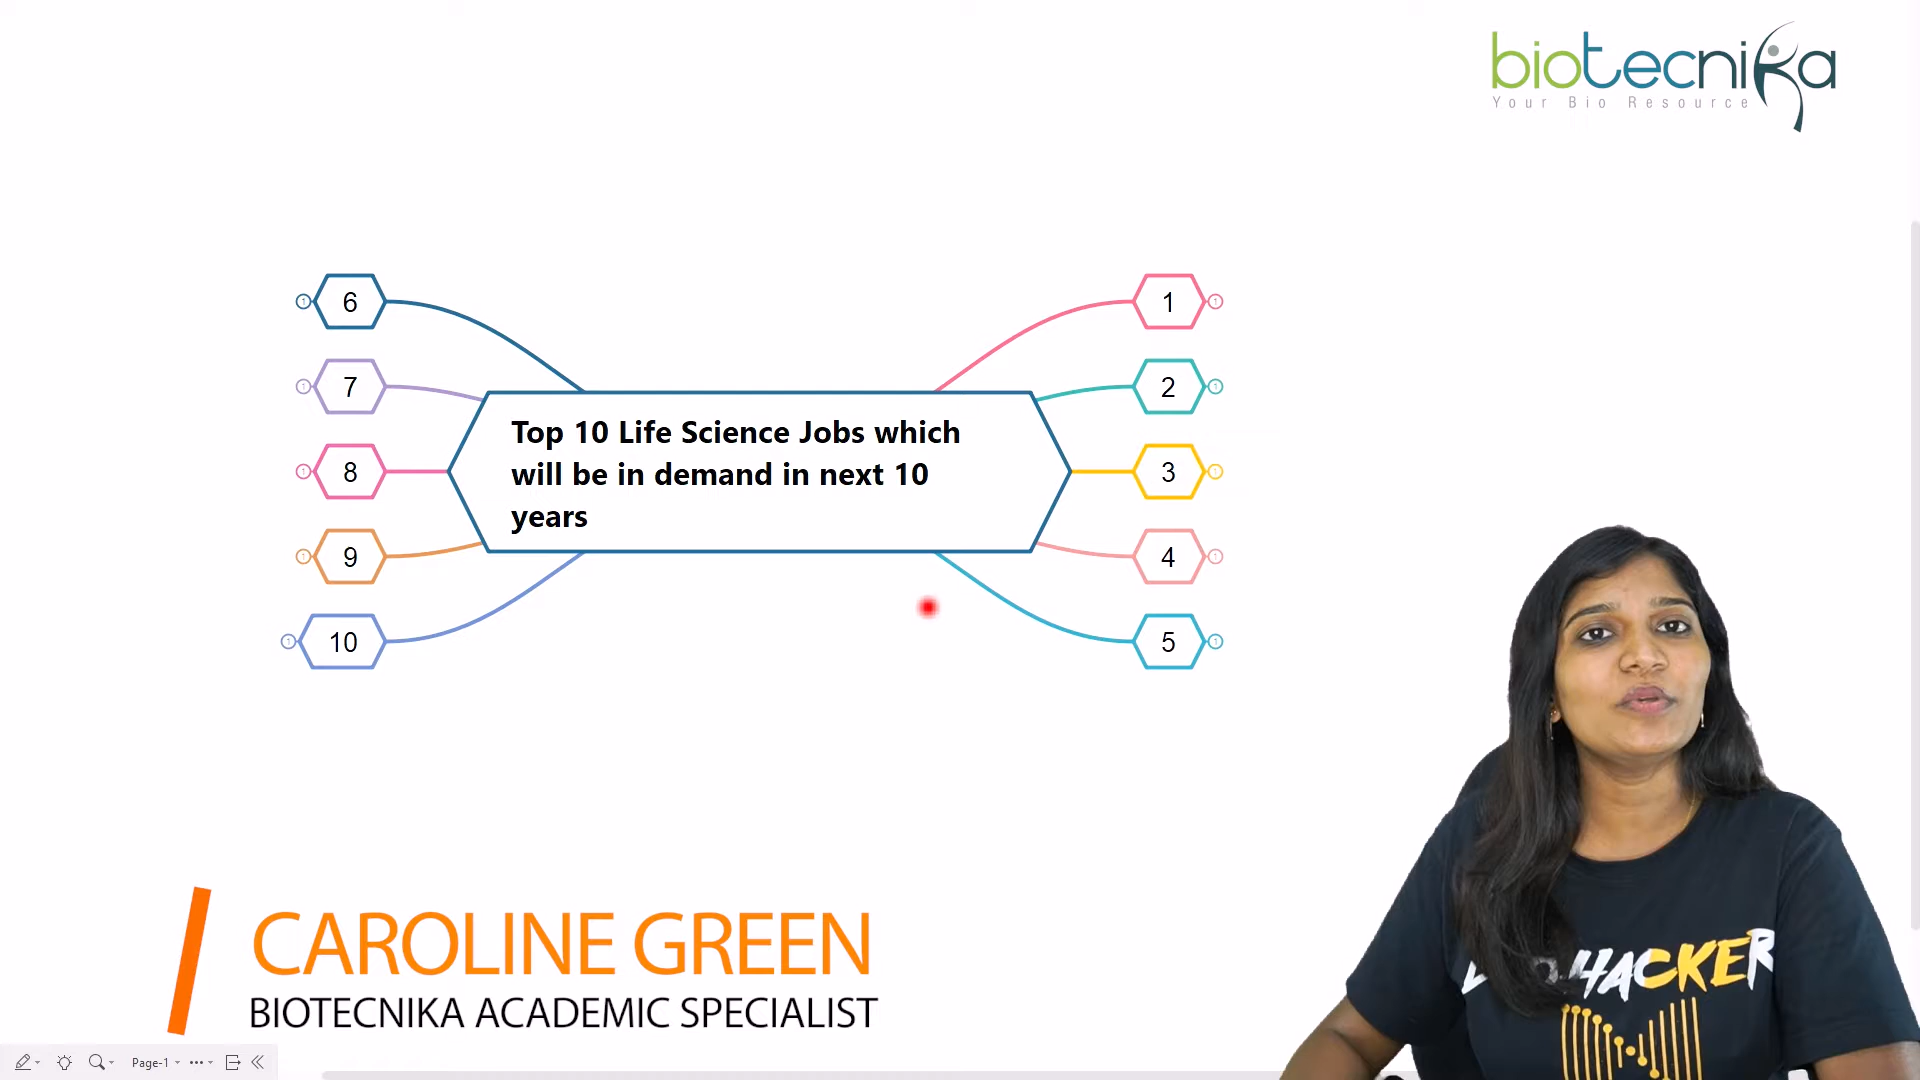 biotecnika
Your Bio Resource
6
7
8
9
10
Top 10 Life Science Jobs which
will be in demand in next 10
years
1
2
3
4
5
CAROLINE GREEN
BIOTECNIKA ACADEMIC SPECIALIST
HACKER
Page-1